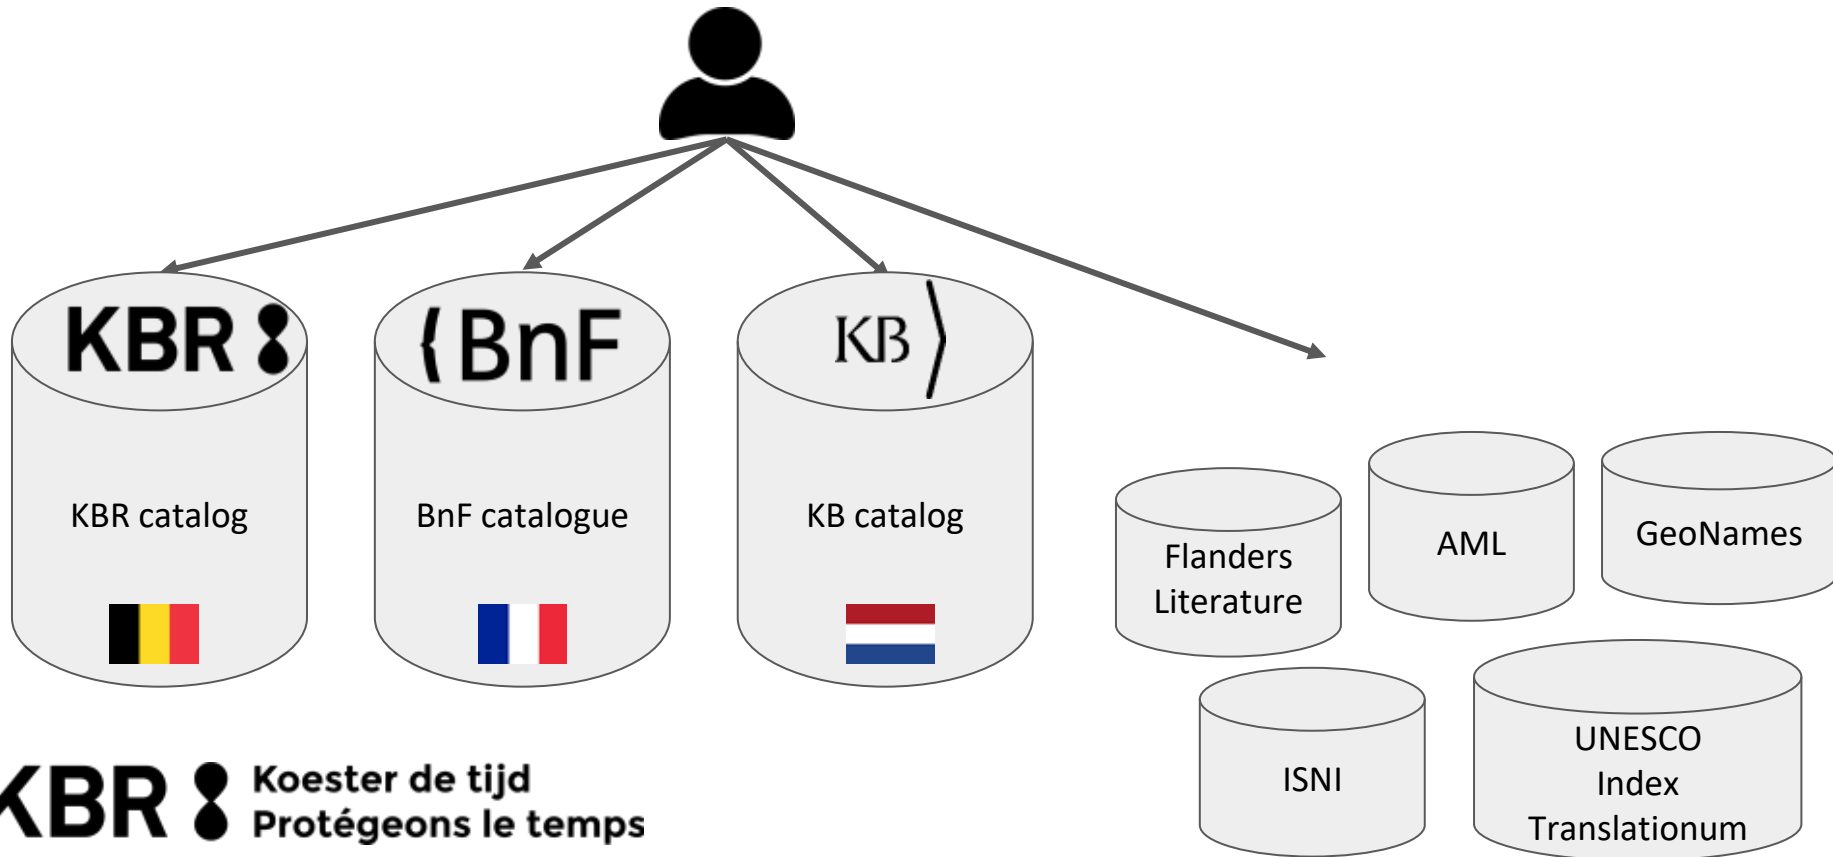 KBR
{BnF
KB⟩
KBR catalog
BnF catalogue
KB catalog
Flanders
Literature
AML
GeoNames
ISNI
UNESCO
Index
Translationum
KBR
Koester de tijd
Protégeons le temps